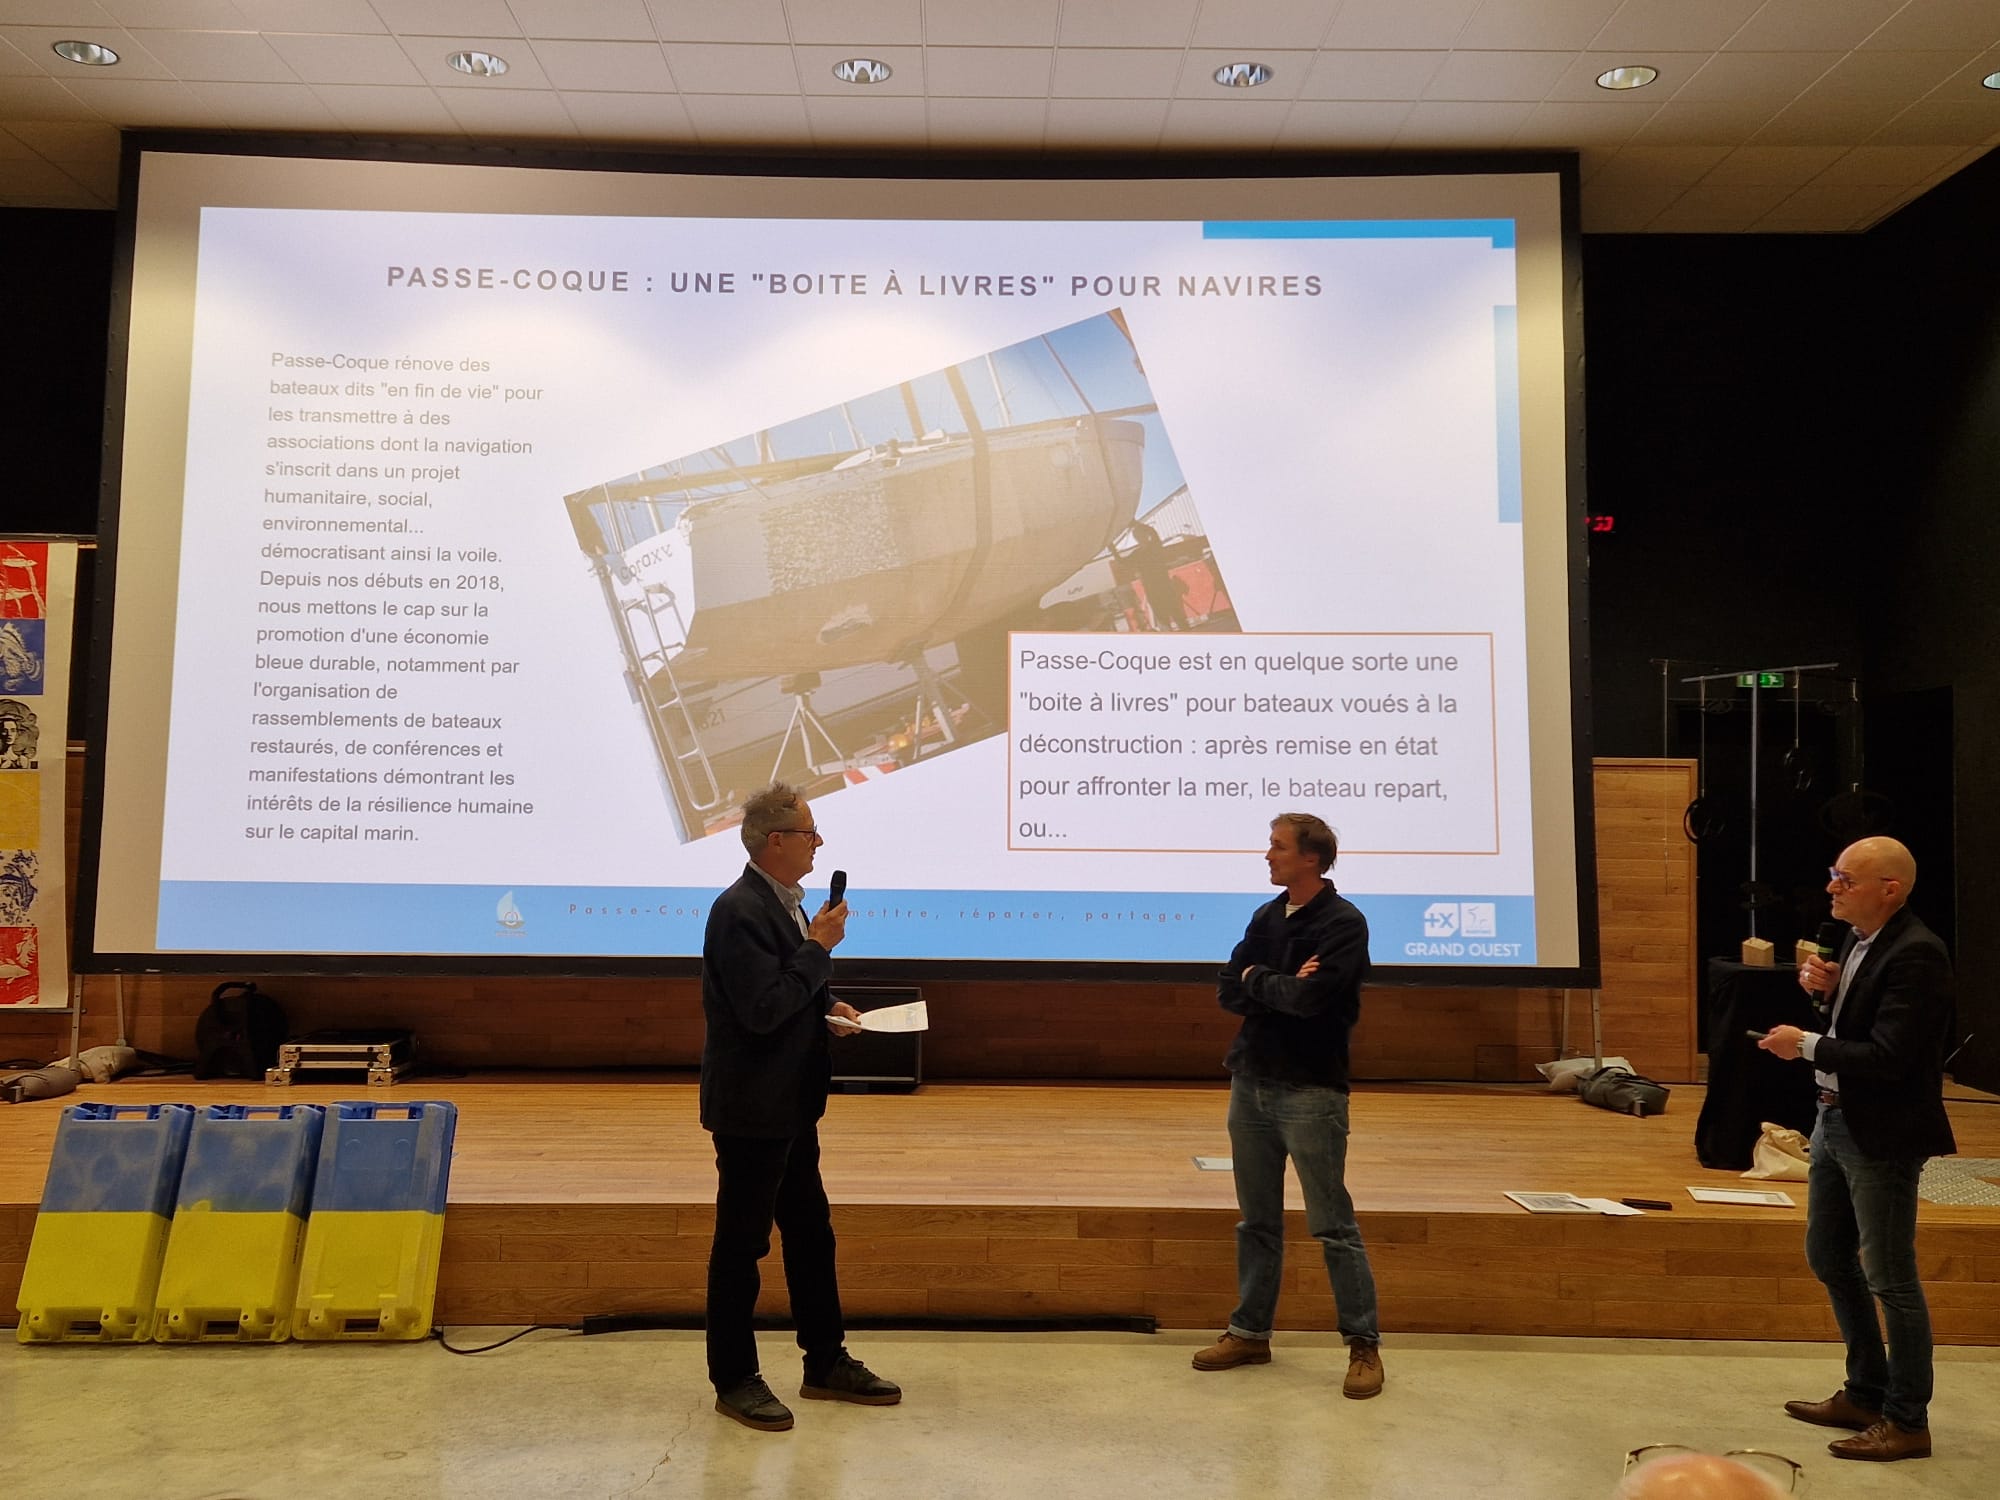 PASSE-COQUE : UNE "BOITE À LIVRES" POUR NAVIRES
Passe-Coque rénove des
bateaux dits "en fin de vie" pour
les transmettre à des
associations dont la navigation
s'inscrit dans un projet
humanitaire, social,
environnemental...
démocratisant ainsi la voile.
Depuis nos débuts en 2018,
nous mettons le cap sur la
promotion d'une économie
bleue durable, notamment par
l'organisation de
rassemblements de bateaux
restaurés, de conférences et
manifestations démontrant les
intérêts de la résilience humaine
sur le capital marin.
coraxy
Passe-Coque est en quelque sorte une
"boite à livres" pour bateaux voués à la
déconstruction : après remise en état
pour affronter la mer, le bateau repart,
ou...
Passe-Coq mettre, réparer, partager
+X
GRAND OUEST